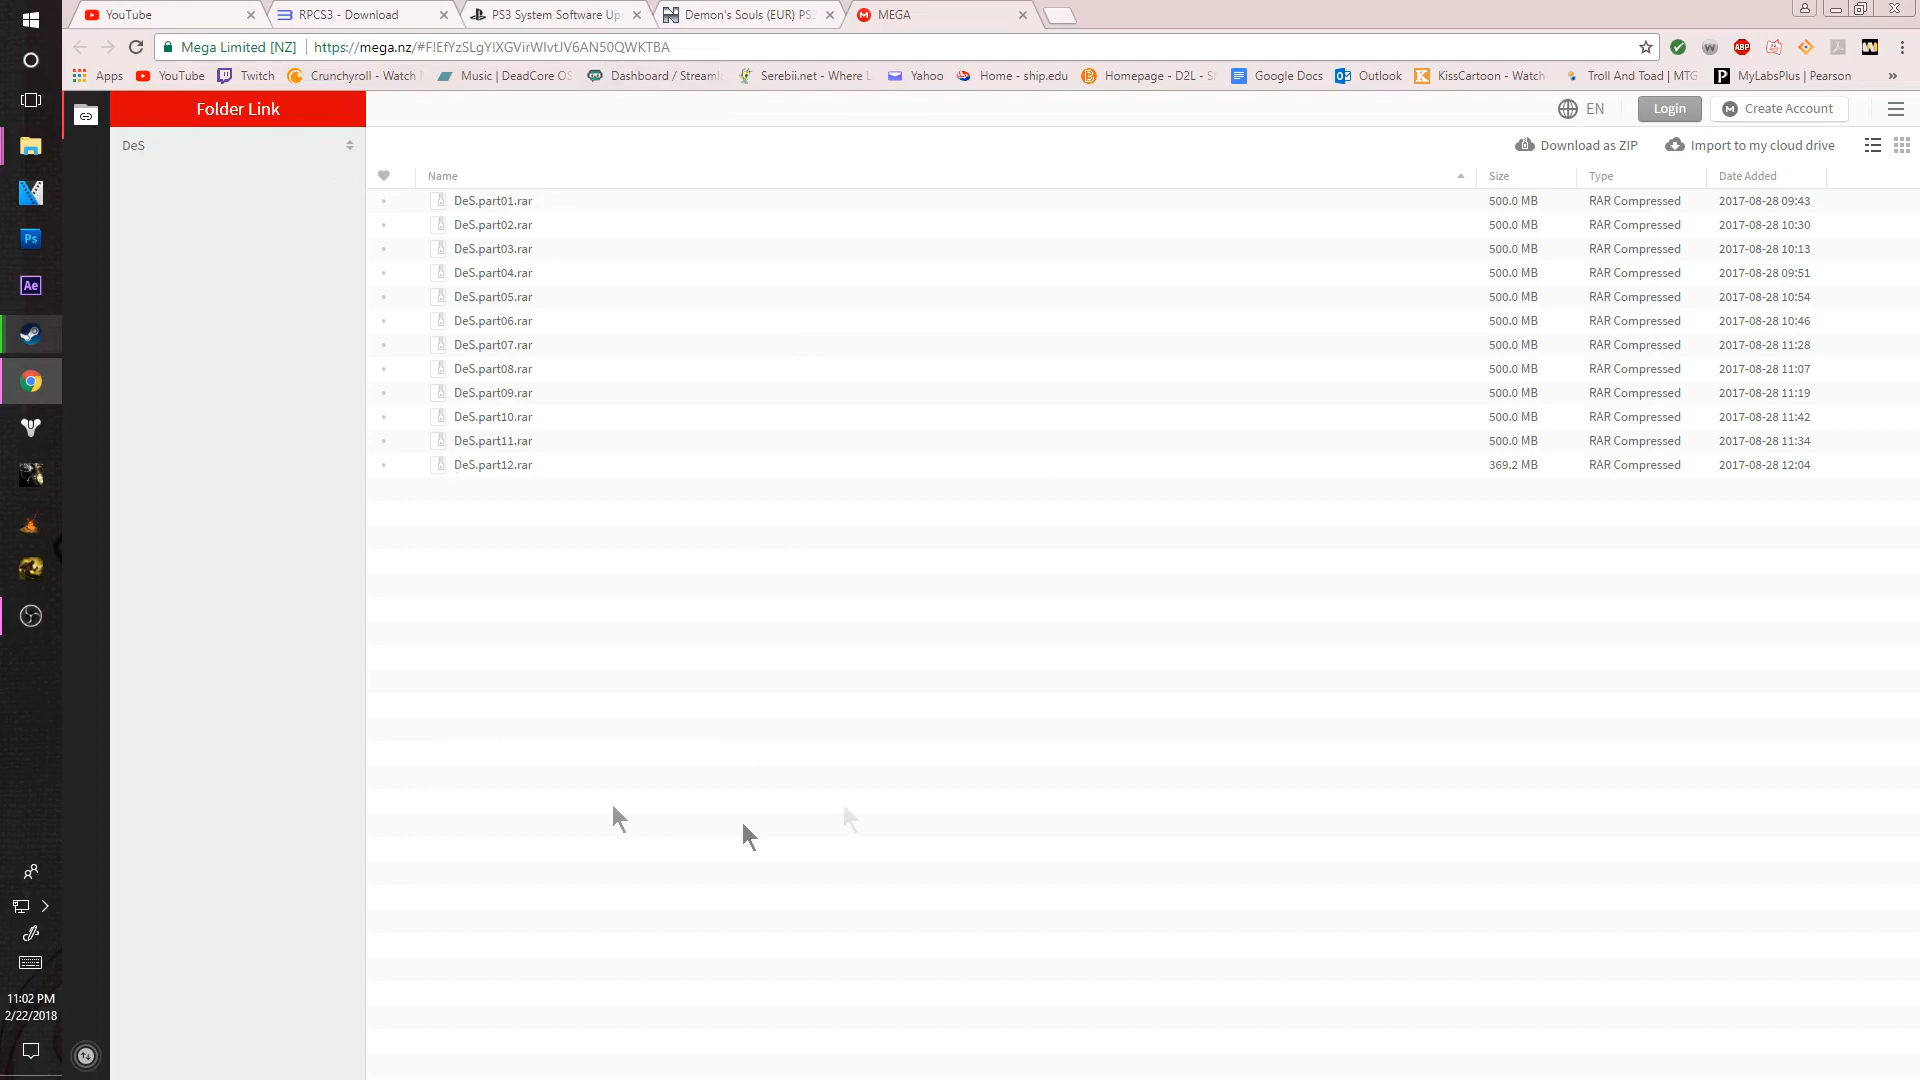 YouTube
RPCS3 - Download
PS3 System Software Up
Demon's Souls (EUR) PS3
MEGA
Mega Limited [NZ]
https://mega.nz/#F!EfYzSLgY!XGVirWIvtJV6AN50QWKTBA
Apps
YouTube
Twitch
Crunchyroll - Watch
Music | DeadCore OS
Dashboard / Streaml
Serebii.net - Where L
Yahoo
Home - ship.edu
Homepage - D2L - S
Google Docs
Outlook
KissCartoon - Watch
Troll And Toad | MTG
MyLabsPlus | Pearson
Folder Link
EN
Login
Create Account
DeS
Download as ZIP
Import to my cloud drive
Name Size Type Date Added
DeS.part01.rar 500.0 MB RAR Compressed 2017-08-28 09:43
DeS.part02.rar 500.0 MB RAR Compressed 2017-08-28 10:30
DeS.part03.rar 500.0 MB RAR Compressed 2017-08-28 10:13
DeS.part04.rar 500.0 MB RAR Compressed 2017-08-28 09:51
DeS.part05.rar 500.0 MB RAR Compressed 2017-08-28 10:54
DeS.part06.rar 500.0 MB RAR Compressed 2017-08-28 10:46
DeS.part07.rar 500.0 MB RAR Compressed 2017-08-28 11:28
DeS.part08.rar 500.0 MB RAR Compressed 2017-08-28 11:07
DeS.part09.rar 500.0 MB RAR Compressed 2017-08-28 11:19
DeS.part10.rar 500.0 MB RAR Compressed 2017-08-28 11:42
DeS.part11.rar 500.0 MB RAR Compressed 2017-08-28 11:34
DeS.part12.rar 369.2 MB RAR Compressed 2017-08-28 12:04
Ps
Ae
11:02 PM
2/22/2018